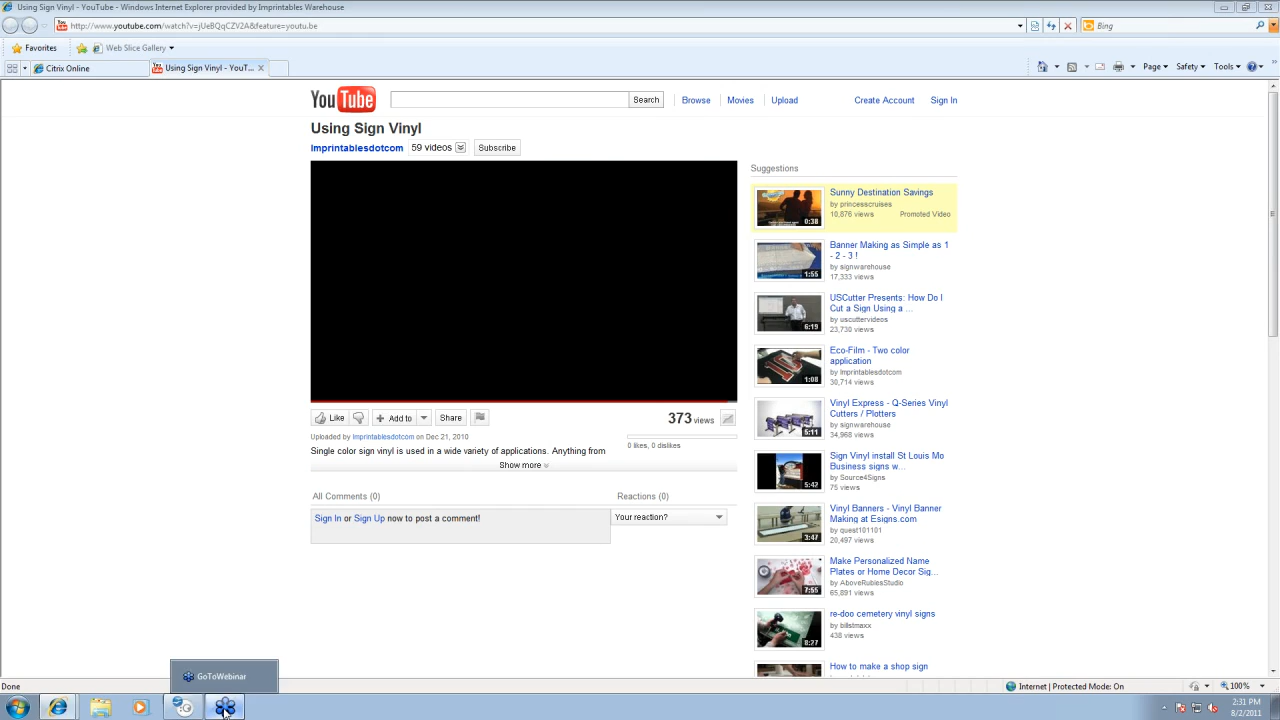 Using Sign Vinyl - YouTube - Windows Internet Explorer provided by Imprintables Warehouse
http://www.youtube.com/watch?v=jUeBQqCZV2A&feature=youtu.be
Bing
Favorites
Web Slice Gallery
Citrix Online
Using Sign Vinyl - YouT...
Page
Safety
Tools
YouTube
Search
Browse
Movies
Upload
Create Account
Sign In
Using Sign Vinyl
Imprintablesdotcom
59 videos
Subscribe
Suggestions
Sunny Destination Savings
by princesscruises
10,876 views
Promoted Video
0:38
Banner Making as Simple as 1
- 2 - 3 !
by signwarehouse
17,333 views
1:55
USCutter Presents: How Do I
Cut a Sign Using a ...
by uscuttervideos
23,730 views
6:19
Eco-Film - Two color
application
by Imprintablesdotcom
30,714 views
1:08
Vinyl Express - Q-Series Vinyl
Cutters / Plotters
by signwarehouse
34,968 views
5:11
Sign Vinyl install St Louis Mo
Business signs w...
by Source4Signs
75 views
5:42
Vinyl Banners - Vinyl Banner
Making at Esigns.com
by quest101101
20,497 views
3:47
Make Personalized Name
Plates or Home Decor Sig...
by AboveRubiesStudio
65,891 views
7:55
re-doo cemetery vinyl signs
by billstmaxx
438 views
8:27
How to make a shop sign
Like
Add to
Share
373 views
Uploaded by Imprintablesdotcom on Dec 21, 2010
0 likes, 0 dislikes
Single color sign vinyl is used in a wide variety of applications. Anything from
Show more
All Comments (0)
Reactions (0)
Sign In or Sign Up now to post a comment!
Your reaction?
GoToWebinar
Done
Internet | Protected Mode: On
100%
2:31 PM
8/2/2011